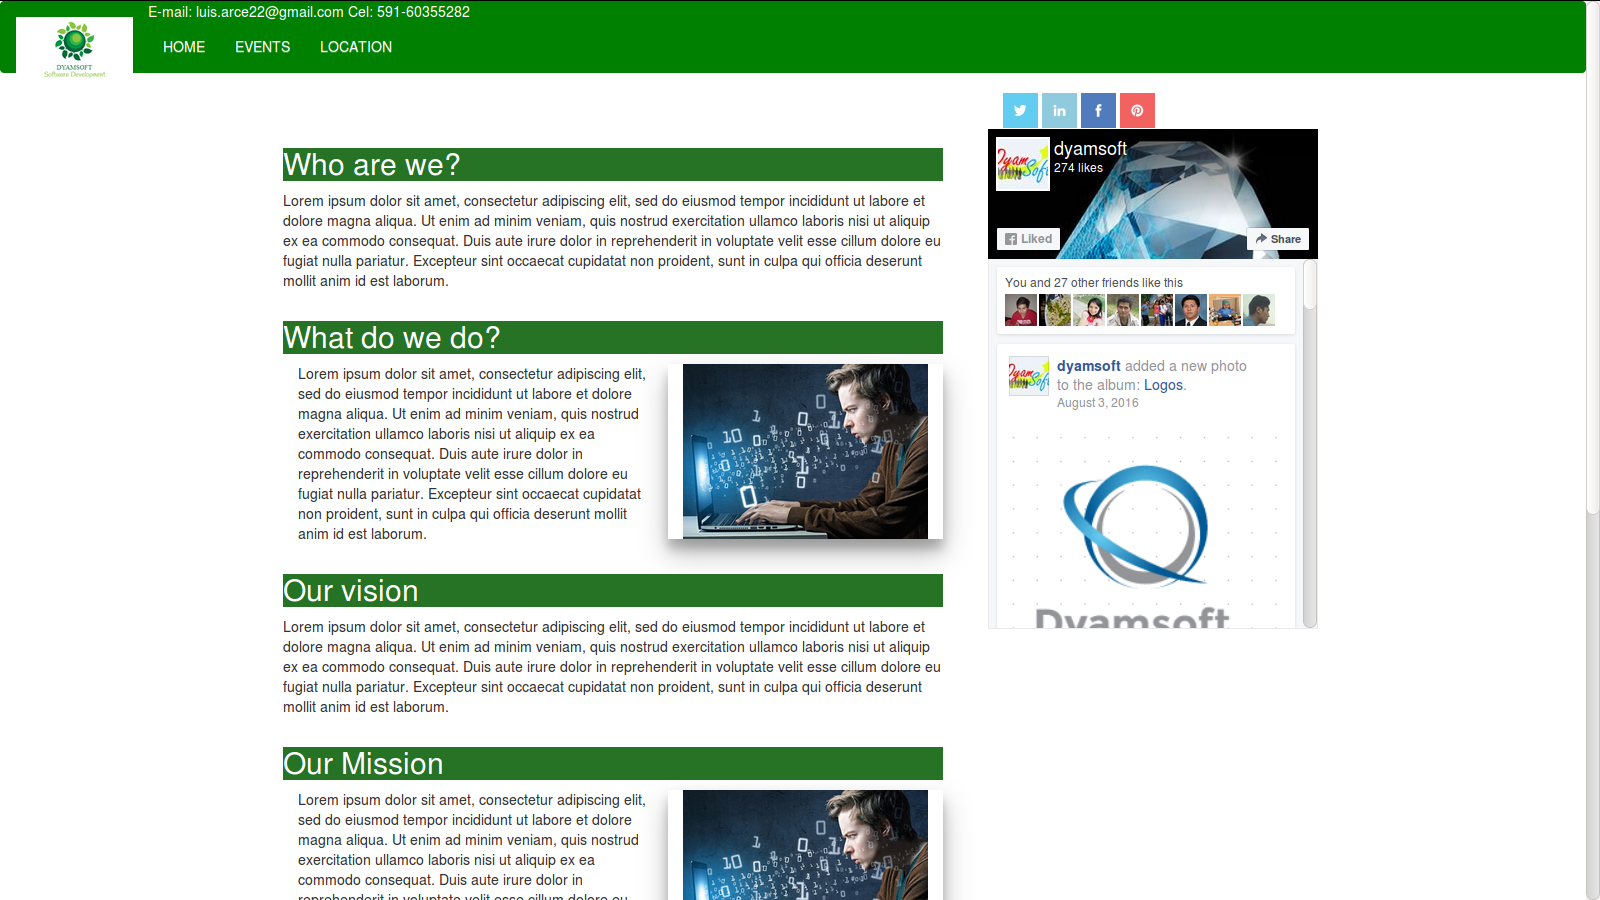 E-mail: luis.arce22@gmail.com Cel: 591-60355282
DYAMSOFT
Software Development
HOME EVENTS LOCATION
Who are we?
Lorem ipsum dolor sit amet, consectetur adipiscing elit, sed do eiusmod tempor incididunt ut labore et
dolore magna aliqua. Ut enim ad minim veniam, quis nostrud exercitation ullamco laboris nisi ut aliquip
ex ea commodo consequat. Duis aute irure dolor in reprehenderit in voluptate velit esse cillum dolore eu
fugiat nulla pariatur. Excepteur sint occaecat cupidatat non proident, sunt in culpa qui officia deserunt
mollit anim id est laborum.
What do we do?
Lorem ipsum dolor sit amet, consectetur adipiscing elit,
sed do eiusmod tempor incididunt ut labore et dolore
magna aliqua. Ut enim ad minim veniam, quis nostrud
exercitation ullamco laboris nisi ut aliquip ex ea
commodo consequat. Duis aute irure dolor in
reprehenderit in voluptate velit esse cillum dolore eu
fugiat nulla pariatur. Excepteur sint occaecat cupidatat
non proident, sunt in culpa qui officia deserunt mollit
anim id est laborum.
Our vision
Lorem ipsum dolor sit amet, consectetur adipiscing elit, sed do eiusmod tempor incididunt ut labore et
dolore magna aliqua. Ut enim ad minim veniam, quis nostrud exercitation ullamco laboris nisi ut aliquip
ex ea commodo consequat. Duis aute irure dolor in reprehenderit in voluptate velit esse cillum dolore eu
fugiat nulla pariatur. Excepteur sint occaecat cupidatat non proident, sunt in culpa qui officia deserunt
mollit anim id est laborum.
Our Mission
Lorem ipsum dolor sit amet, consectetur adipiscing elit,
sed do eiusmod tempor incididunt ut labore et dolore
magna aliqua. Ut enim ad minim veniam, quis nostrud
exercitation ullamco laboris nisi ut aliquip ex ea
commodo consequat. Duis aute irure dolor in
reprehenderit in voluptate velit esse cillum dolore eu
dyamsoft
274 likes
Dyam
Soft
Liked Share
You and 27 other friends like this
dyamsoft added a new photo
to the album: Logos.
August 3, 2016
Dyamsoft